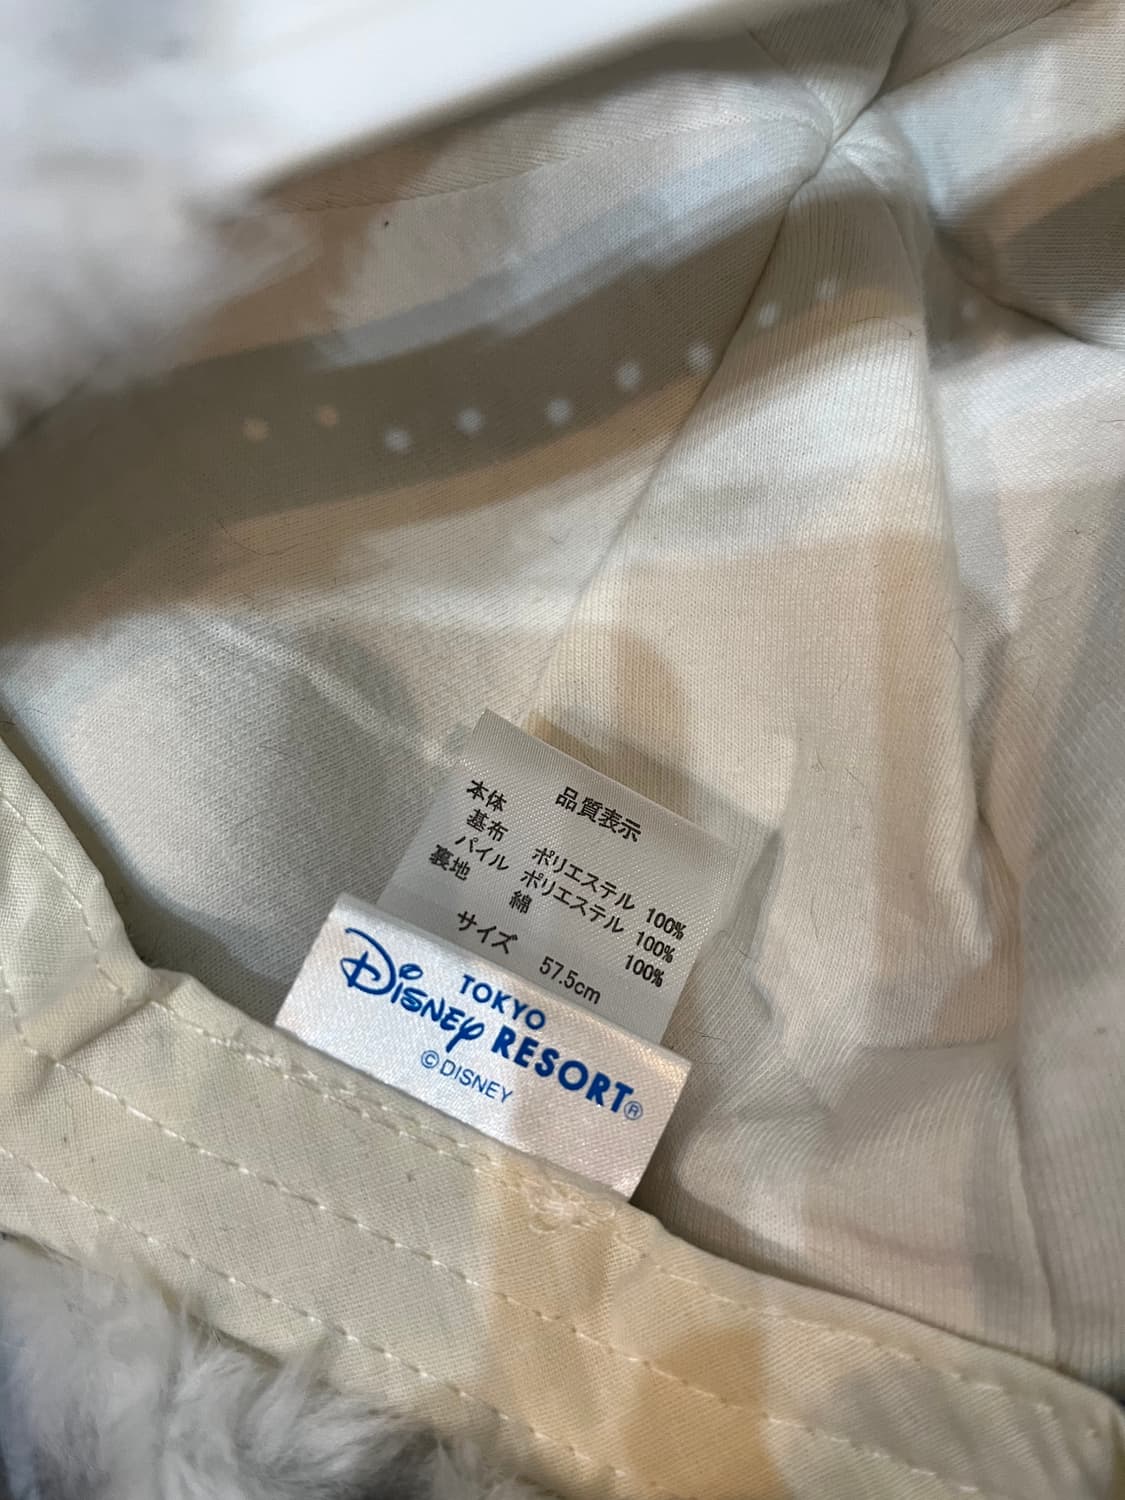 品質表示
本体
基布 ポリエステル 100%
パイル ポリエステル 100%
裏地 綿 100%
サイズ 57.5cm
TOKYO
DISNEY RESORT®
©DISNEY